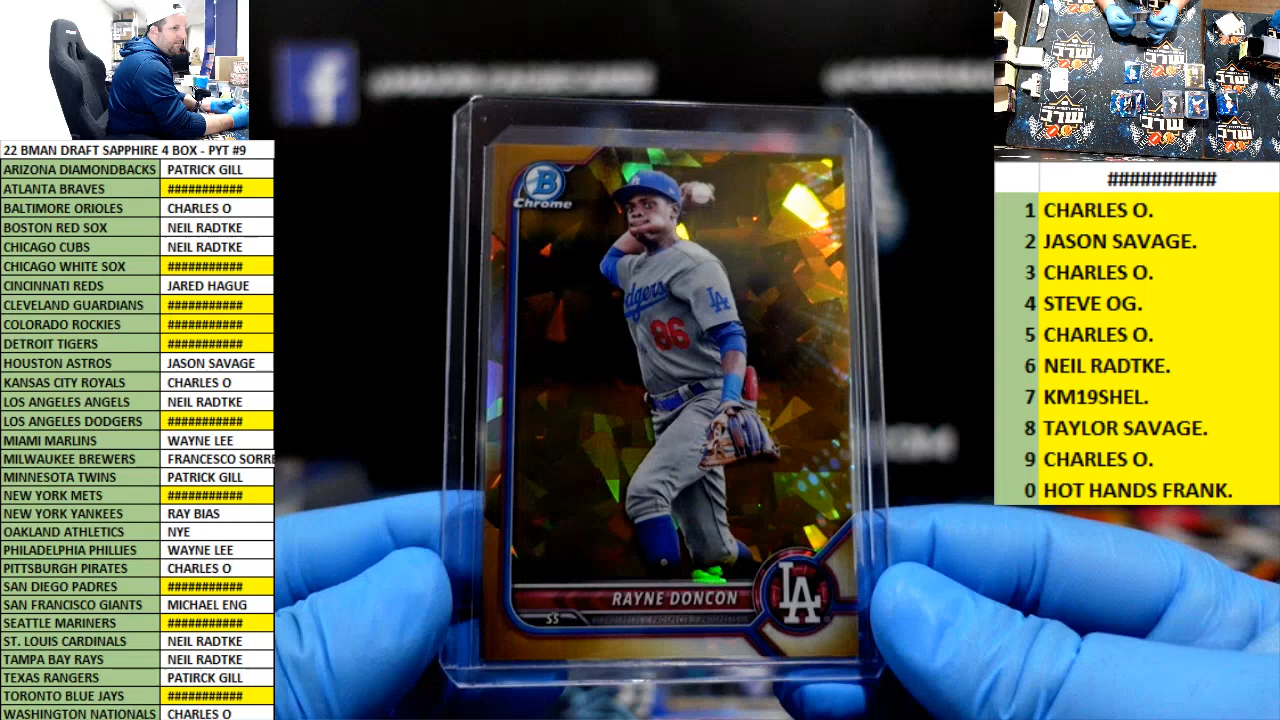 22 BMAN DRAFT SAPPHIRE 4 BOX - PYT #9
ARIZONA DIAMONDBACKS PATRICK GILL
ATLANTA BRAVES ###########
BALTIMORE ORIOLES CHARLES O
BOSTON RED SOX NEIL RADTKE
CHICAGO CUBS NEIL RADTKE
CHICAGO WHITE SOX ###########
CINCINNATI REDS JARED HAGUE
CLEVELAND GUARDIANS ###########
COLORADO ROCKIES ###########
DETROIT TIGERS ###########
HOUSTON ASTROS JASON SAVAGE
KANSAS CITY ROYALS CHARLES O
LOS ANGELES ANGELS NEIL RADTKE
LOS ANGELES DODGERS ###########
MIAMI MARLINS WAYNE LEE
MILWAUKEE BREWERS FRANCESCO SORRE
MINNESOTA TWINS PATRICK GILL
NEW YORK METS ###########
NEW YORK YANKEES RAY BIAS
OAKLAND ATHLETICS NYE
PHILADELPHIA PHILLIES WAYNE LEE
PITTSBURGH PIRATES CHARLES O
SAN DIEGO PADRES ###########
SAN FRANCISCO GIANTS MICHAEL ENG
SEATTLE MARINERS ###########
ST. LOUIS CARDINALS NEIL RADTKE
TAMPA BAY RAYS NEIL RADTKE
TEXAS RANGERS PATIRCK GILL
TORONTO BLUE JAYS ###########
WASHINGTON NATIONALS CHARLES O
B
Chrome
dgers
LA
86
RAYNE DONCON
SS
LA
##########
1 CHARLES O.
2 JASON SAVAGE.
3 CHARLES O.
4 STEVE OG.
5 CHARLES O.
6 NEIL RADTKE.
7 KM19SHEL.
8 TAYLOR SAVAGE.
9 CHARLES O.
0 HOT HANDS FRANK.